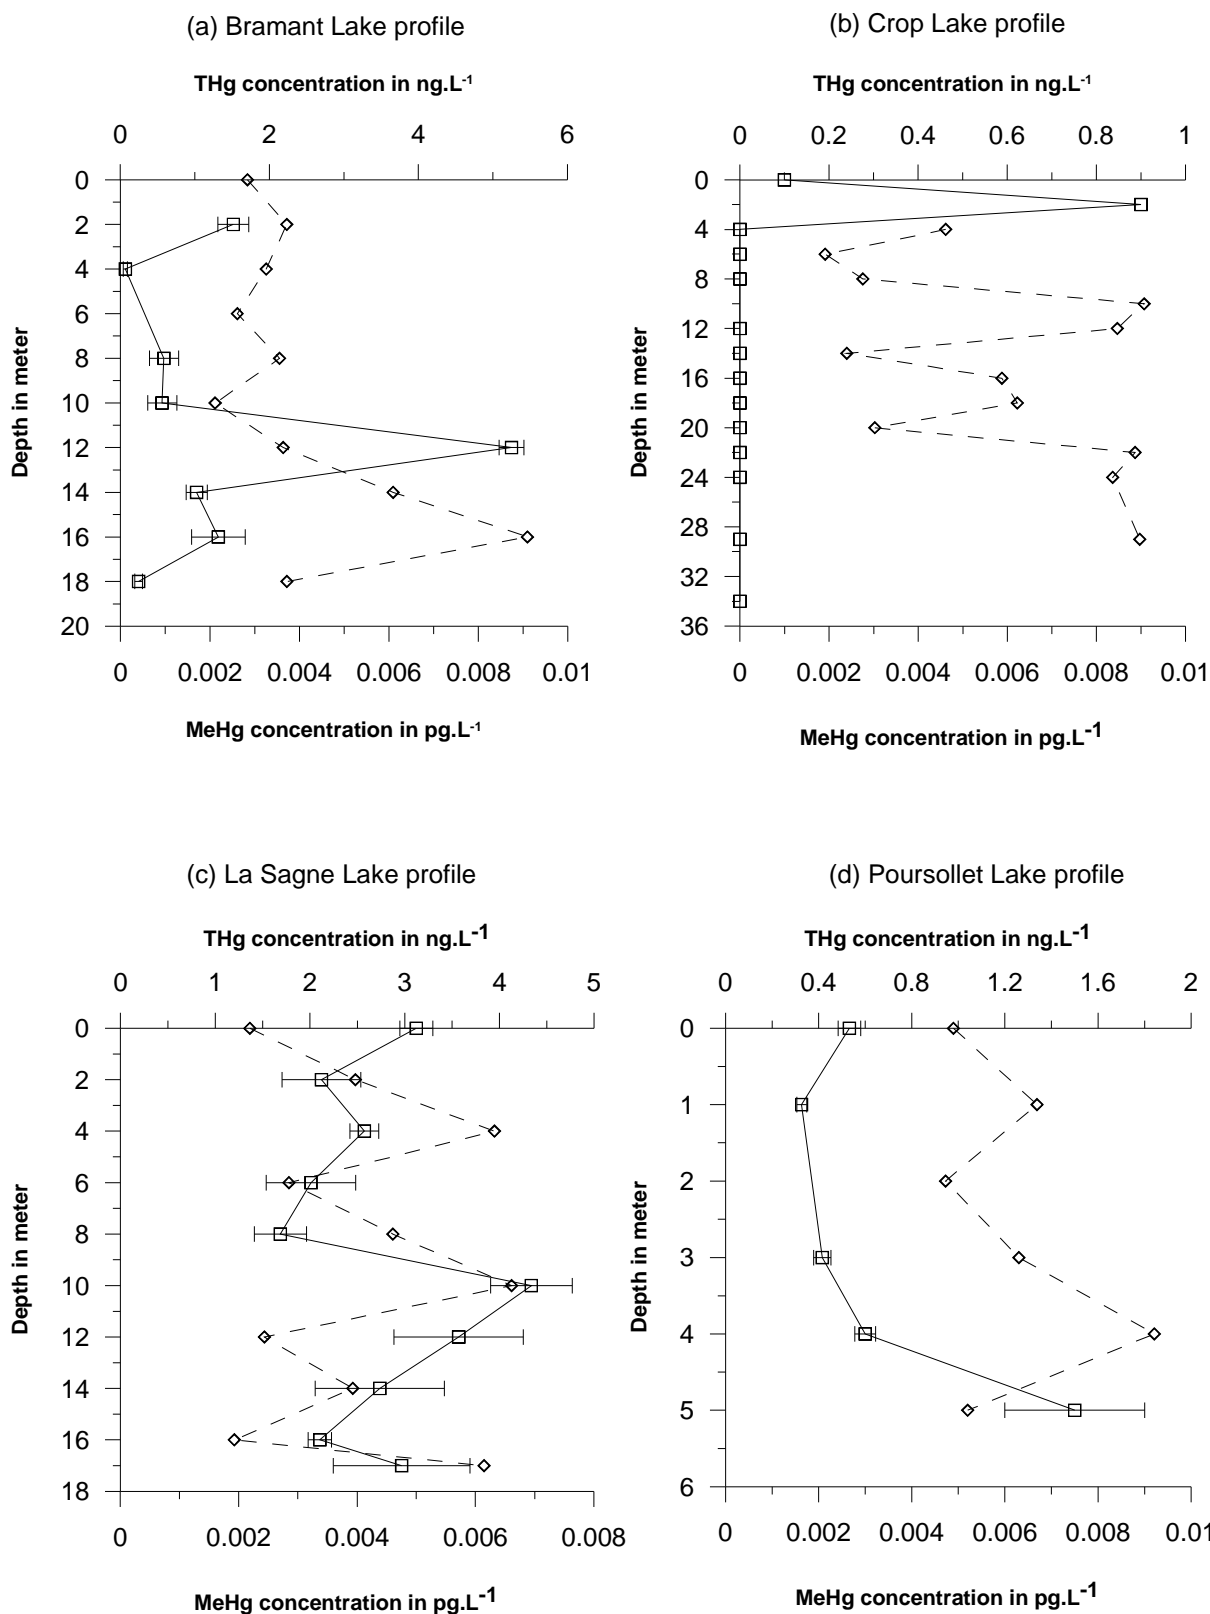 (a) Bramant Lake profile
THg concentration in ng.L⁻¹
0 2 4 6
Depth in meter
0
2
4
6
8
10
12
14
16
18
20
0 0.002 0.004 0.006 0.008 0.01
MeHg concentration in pg.L⁻¹
(b) Crop Lake profile
THg concentration in ng.L⁻¹
0 0.2 0.4 0.6 0.8 1
Depth in meter
0
4
8
12
16
20
24
28
32
36
0 0.002 0.004 0.006 0.008 0.01
MeHg concentration in pg.L⁻¹
(c) La Sagne Lake profile
THg concentration in ng.L⁻¹
0 1 2 3 4 5
Depth in meter
0
2
4
6
8
10
12
14
16
18
0 0.002 0.004 0.006 0.008
MeHg concentration in pg.L⁻¹
(d) Poursollet Lake profile
THg concentration in ng.L⁻¹
0 0.4 0.8 1.2 1.6 2
Depth in meter
0
1
2
3
4
5
6
0 0.002 0.004 0.006 0.008 0.01
MeHg concentration in pg.L⁻¹